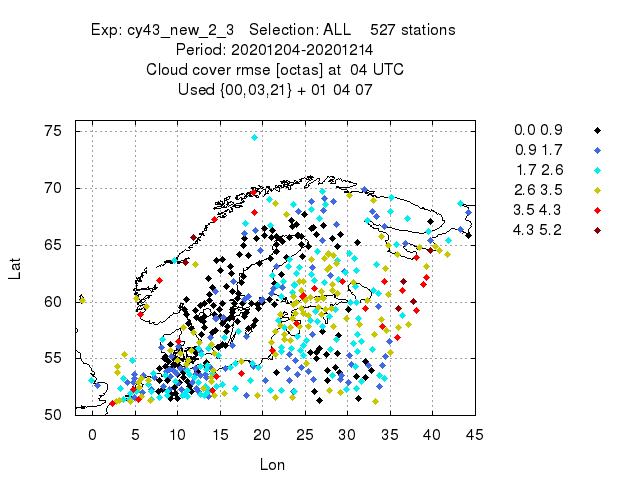 Exp: cy43_new_2_3 Selection: ALL 527 stations
Period: 20201204-20201214
Cloud cover rmse [octas] at 04 UTC
Used {00,03,21} + 01 04 07
0.0 0.9
0.9 1.7
1.7 2.6
2.6 3.5
3.5 4.3
4.3 5.2
75
70
65
60
55
50
Lat
0 5 10 15 20 25 30 35 40 45
Lon